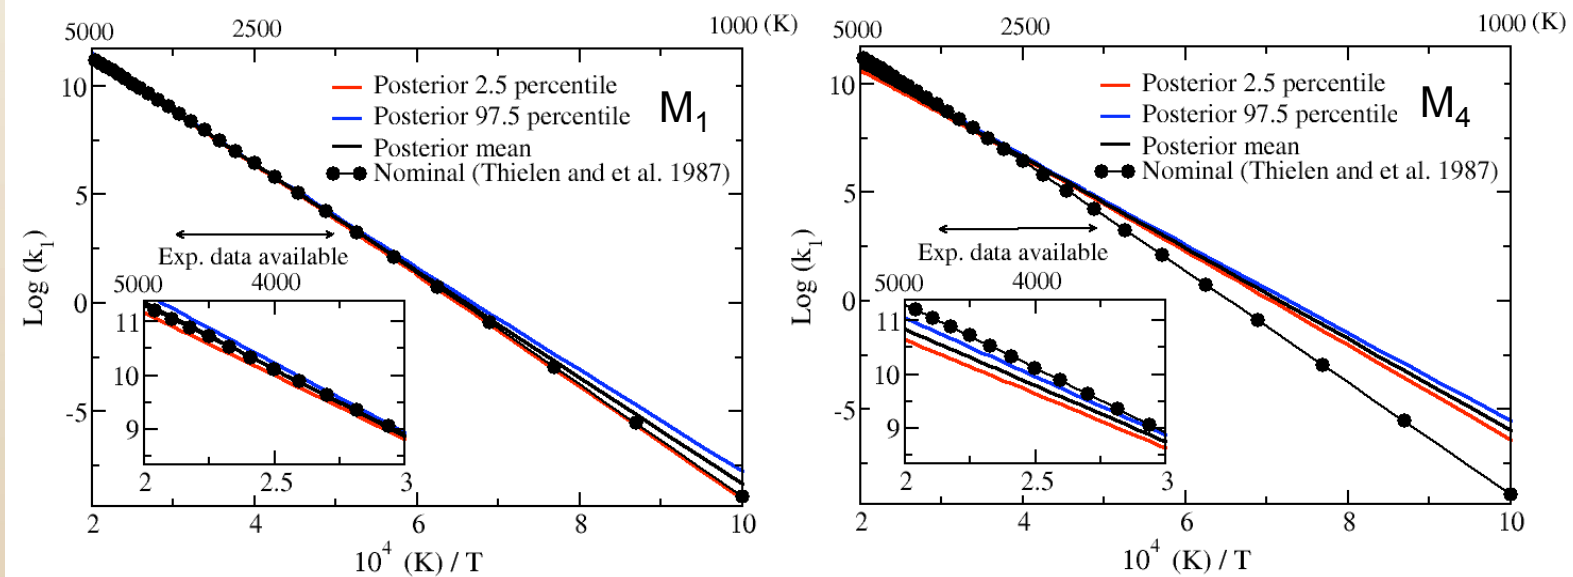 5000 2500 1000 (K)
10
5
0
-5
Log (k1)
Posterior 2.5 percentile
Posterior 97.5 percentile
Posterior mean
Nominal (Thielen and et al. 1987)
M1
Exp. data available
5000 4000
11
10
9
2 2.5 3
2 4 6 8 10
10^4 (K) / T
5000 2500 1000 (K)
10
5
0
-5
Log (k1)
Posterior 2.5 percentile
Posterior 97.5 percentile
Posterior mean
Nominal (Thielen and et al. 1987)
M4
Exp. data available
5000 4000
11
10
9
2 2.5 3
2 4 6 8 10
10^4 (K) / T